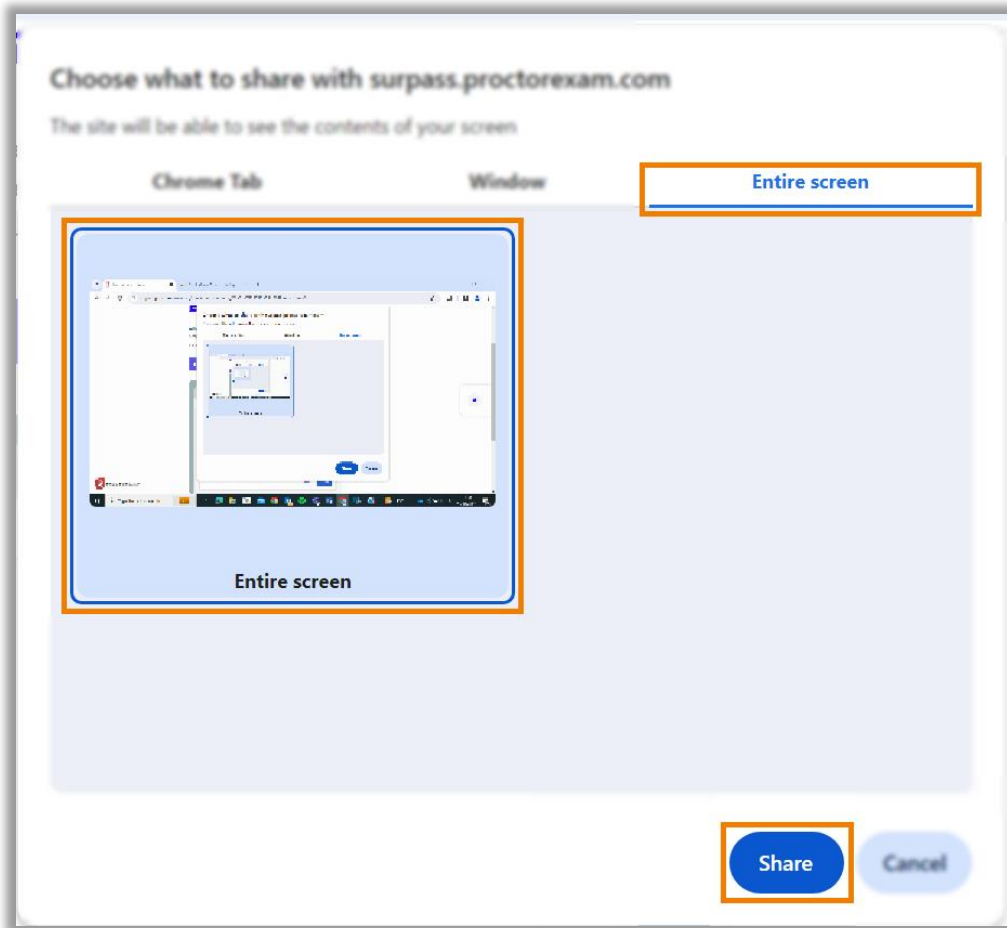 Choose what to share with surpass.proctorexam.com
The site will be able to see the contents of your screen
Chrome Tab Window Entire screen
Entire screen
Share Cancel